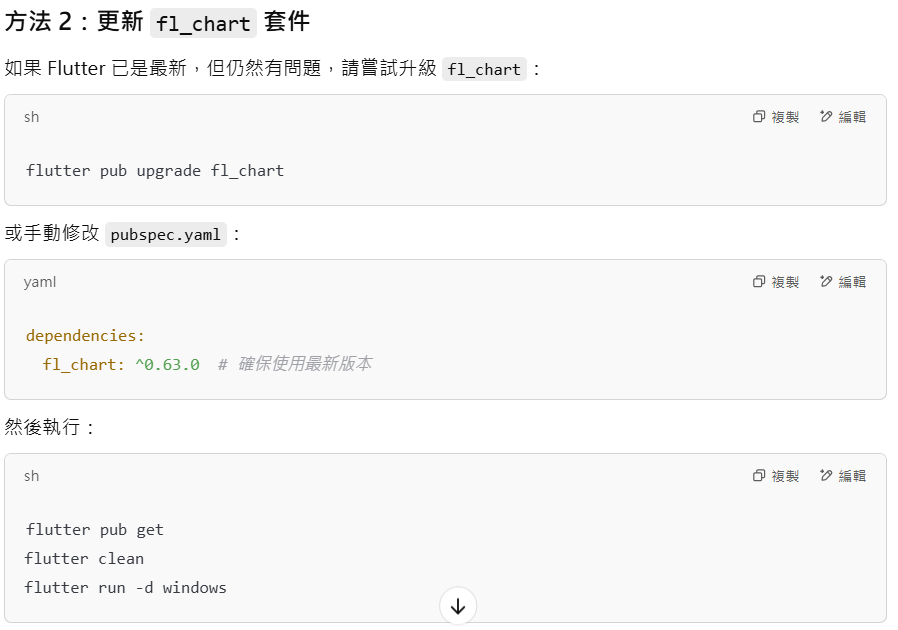 方法 2：更新 fl_chart 套件
如果 Flutter 已是最新，但仍然有問題，請嘗試升級 fl_chart：
sh 複製 編輯
flutter pub upgrade fl_chart
或手動修改 pubspec.yaml：
yaml 複製 編輯
dependencies:
  fl_chart: ^0.63.0  # 確保使用最新版本
然後執行：
sh 複製 編輯
flutter pub get
flutter clean
flutter run -d windows